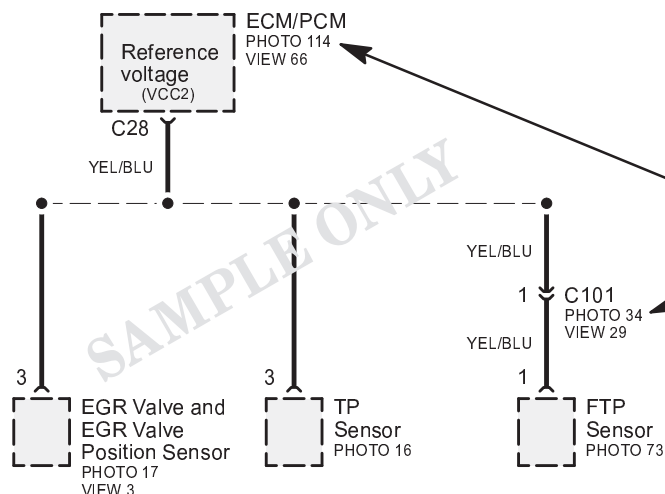 ECM/PCM
PHOTO 114
VIEW 66
Reference
voltage
(VCC2)
C28
YEL/BLU
SAMPLE ONLY
YEL/BLU
1
C101
PHOTO 34
VIEW 29
YEL/BLU
3
3
1
EGR Valve and
EGR Valve
Position Sensor
PHOTO 17
VIEW 3
TP
Sensor
PHOTO 16
FTP
Sensor
PHOTO 73